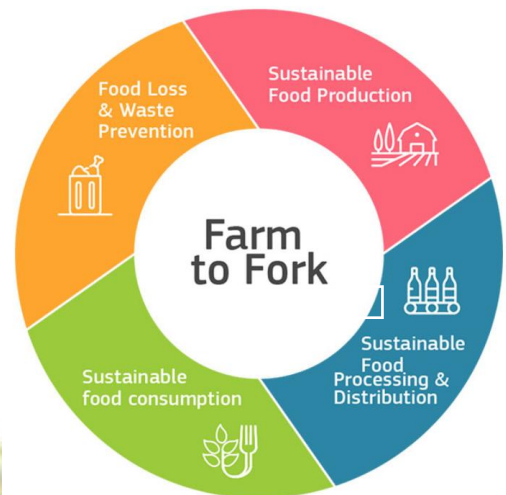 Food Loss
& Waste
Prevention
Sustainable
Food Production
Farm
to Fork
Sustainable
Food
Processing &
Distribution
Sustainable
food consumption